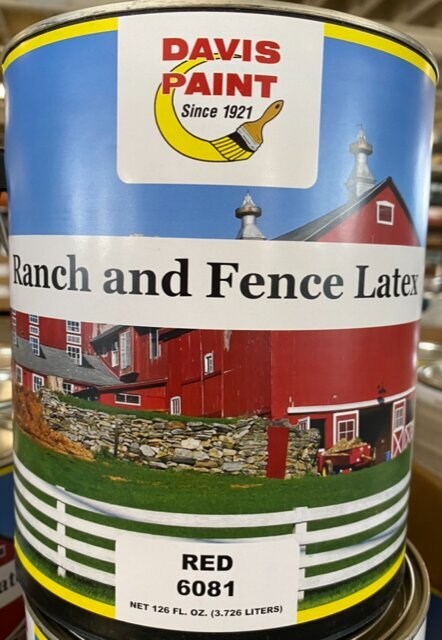 DAVIS
PAINT
Since 1921
Ranch and Fence Latex
RED
6081
NET 126 FL. OZ. (3.726 LITERS)